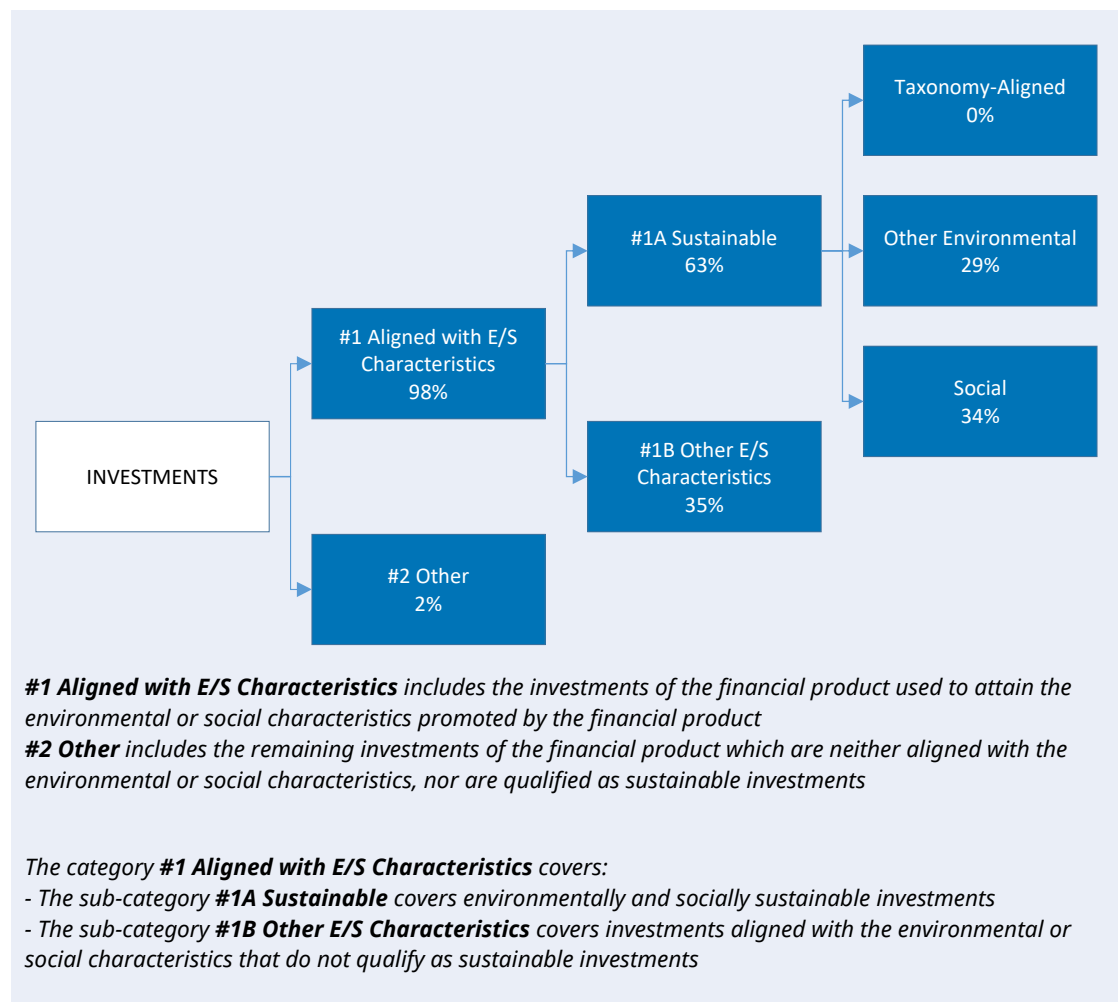 Taxonomy-Aligned
0%
#1A Sustainable
63%
Other Environmental
29%
#1 Aligned with E/S
Characteristics
98%
Social
34%
INVESTMENTS
#1B Other E/S
Characteristics
35%
#2 Other
2%
#1 Aligned with E/S Characteristics includes the investments of the financial product used to attain the
environmental or social characteristics promoted by the financial product
#2 Other includes the remaining investments of the financial product which are neither aligned with the
environmental or social characteristics, nor are qualified as sustainable investments
The category #1 Aligned with E/S Characteristics covers:
- The sub-category #1A Sustainable covers environmentally and socially sustainable investments
- The sub-category #1B Other E/S Characteristics covers investments aligned with the environmental or
social characteristics that do not qualify as sustainable investments